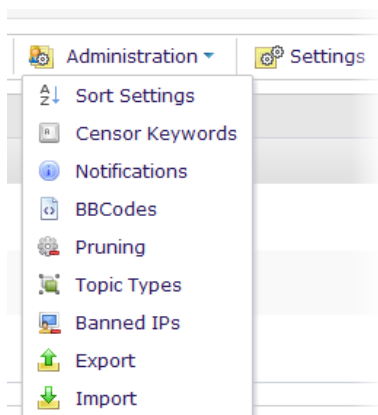 Administration
Settings
Sort Settings
Censor Keywords
Notifications
BBCodes
Pruning
Topic Types
Banned IPs
Export
Import